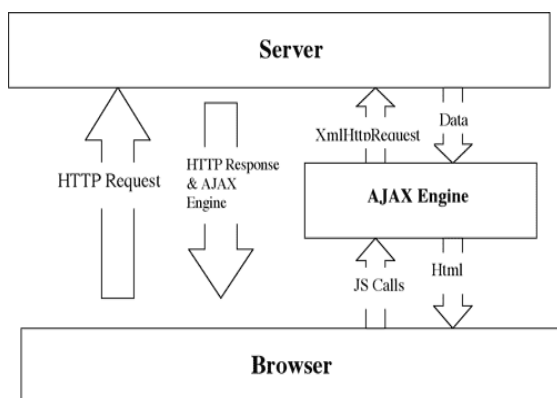 Server
HTTP Request
HTTP Response
& AJAX
Engine
XmlHttpRequest
Data
AJAX Engine
JS Calls
Html
Browser